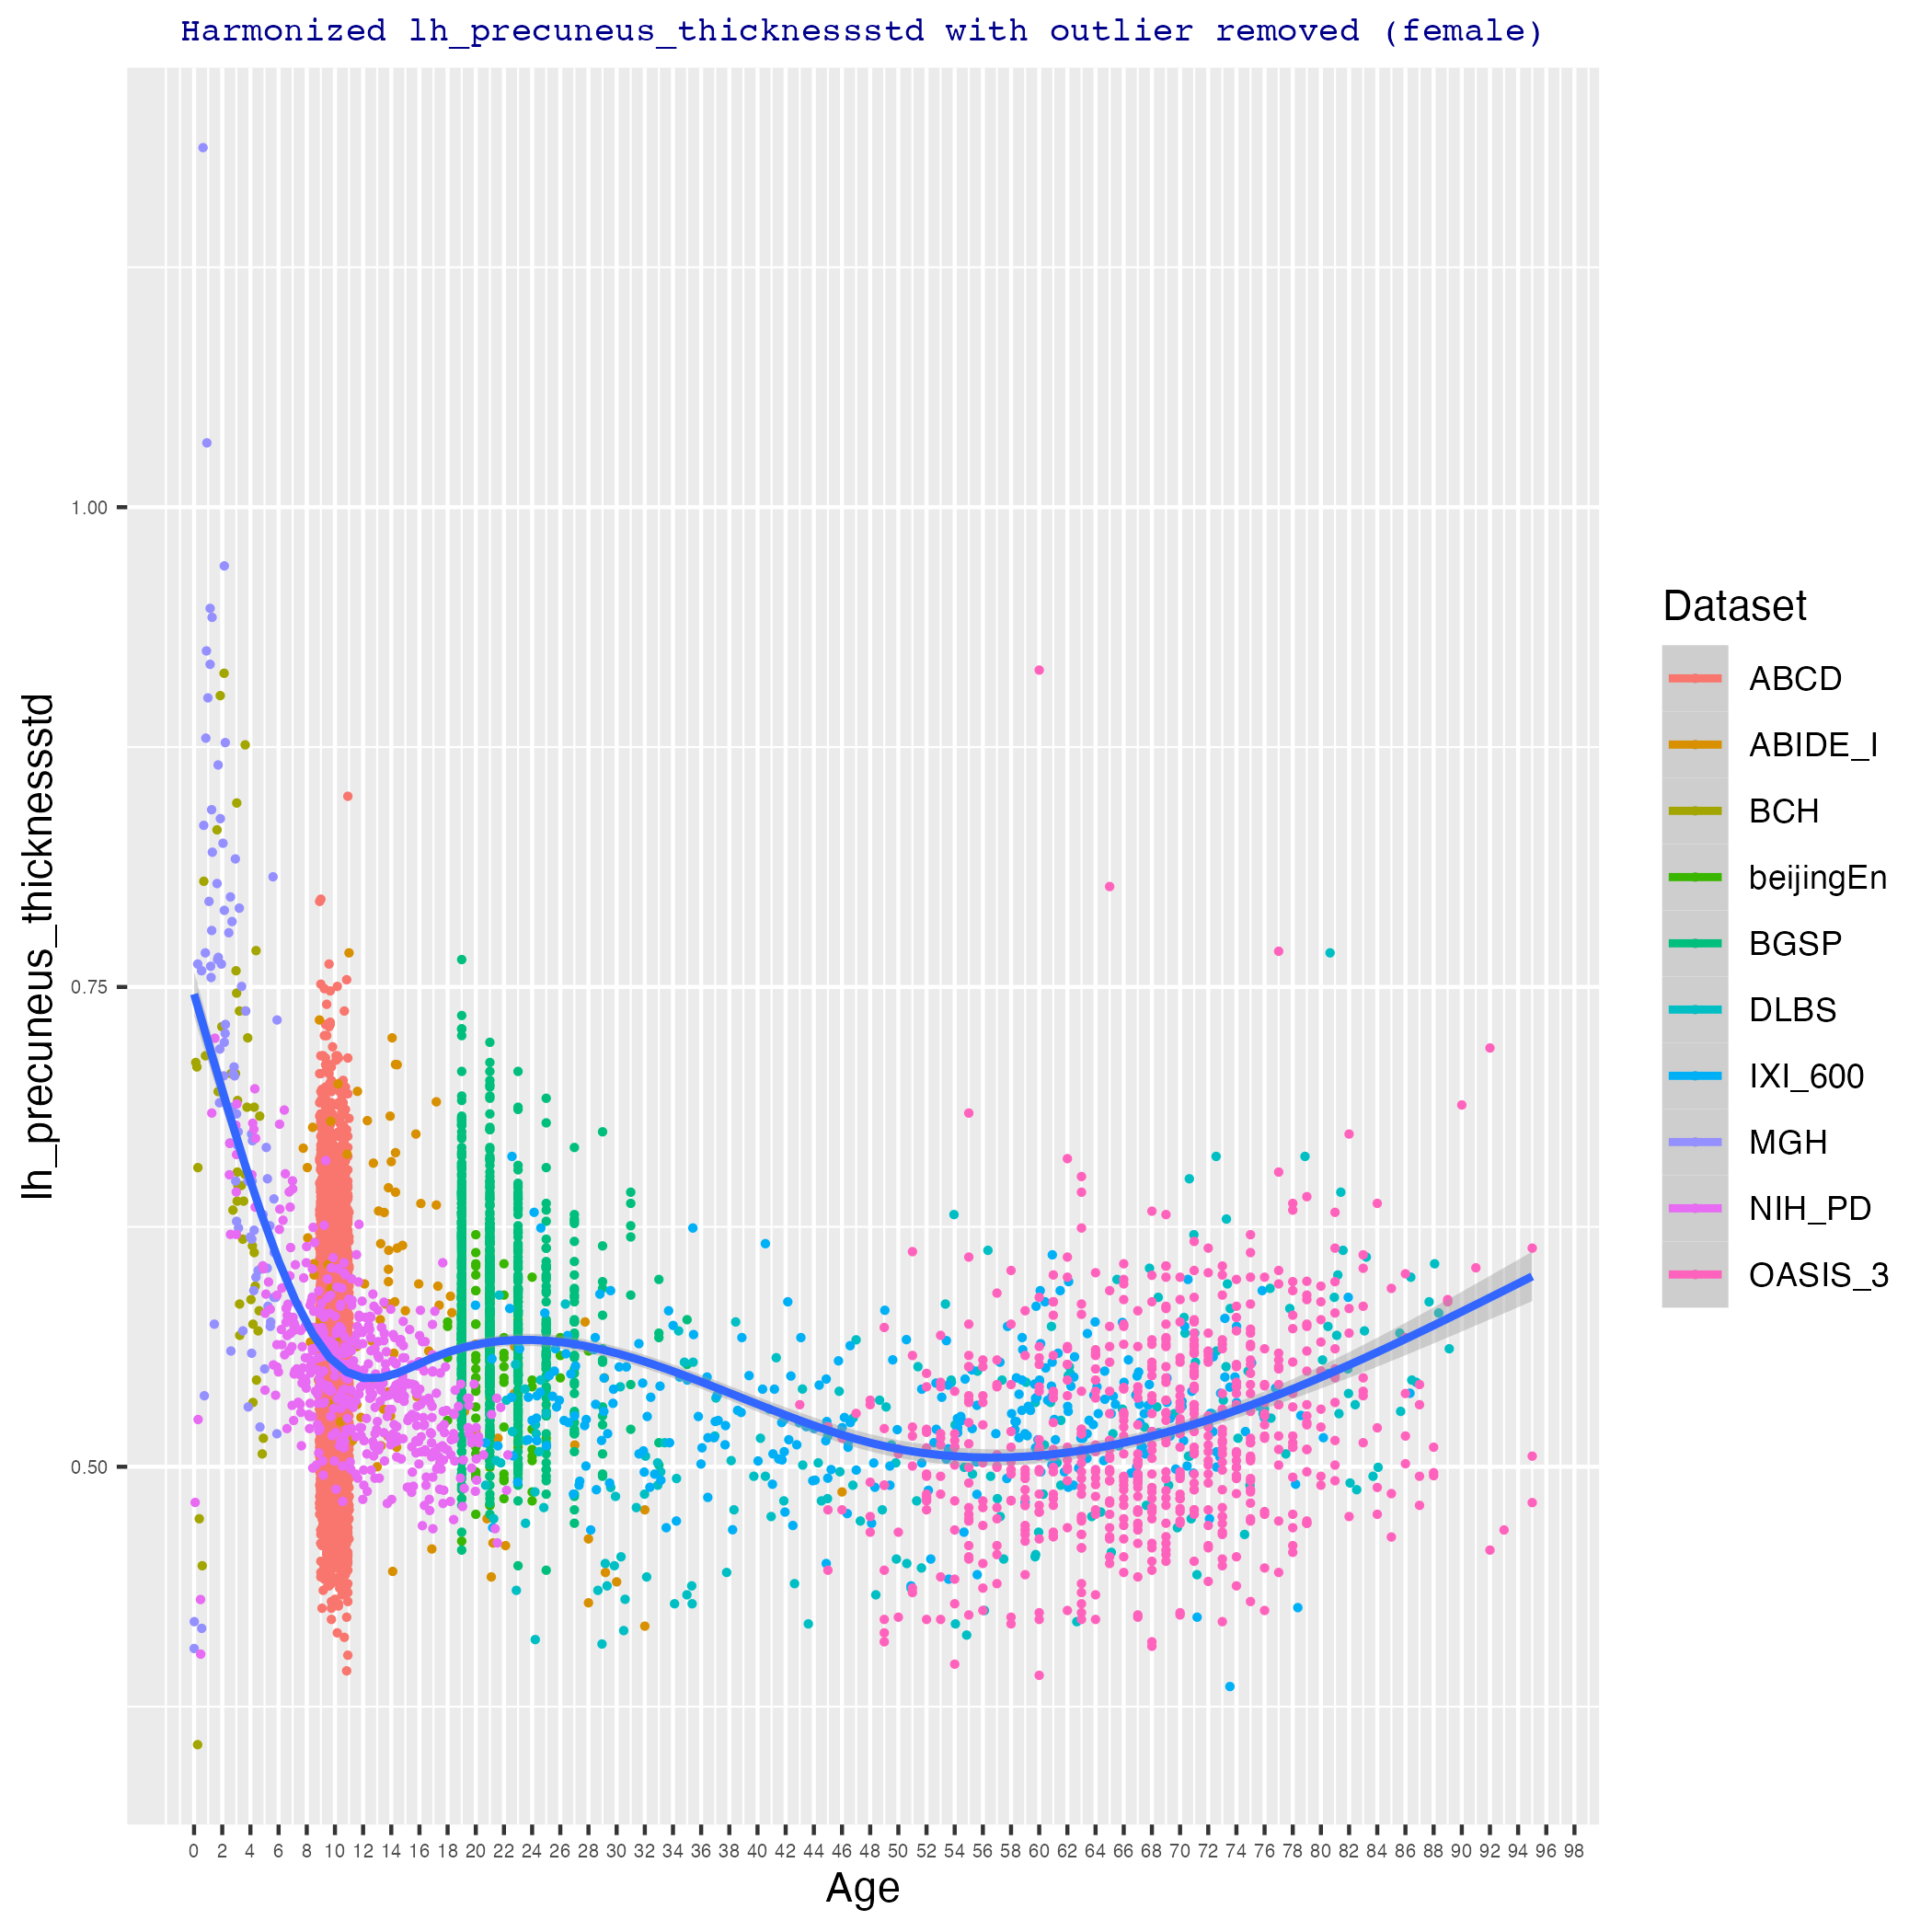 Harmonized lh_precuneus_thicknessstd with outlier removed (female)
lh_precuneus_thicknessstd
1.00
0.75
0.50
0 2 4 6 8 10 12 14 16 18 20 22 24 26 28 30 32 34 36 38 40 42 44 46 48 50 52 54 56 58 60 62 64 66 68 70 72 74 76 78 80 82 84 86 88 90 92 94 96 98
Age
Dataset
ABCD
ABIDE_I
BCH
beijingEn
BGSP
DLBS
IXI_600
MGH
NIH_PD
OASIS_3